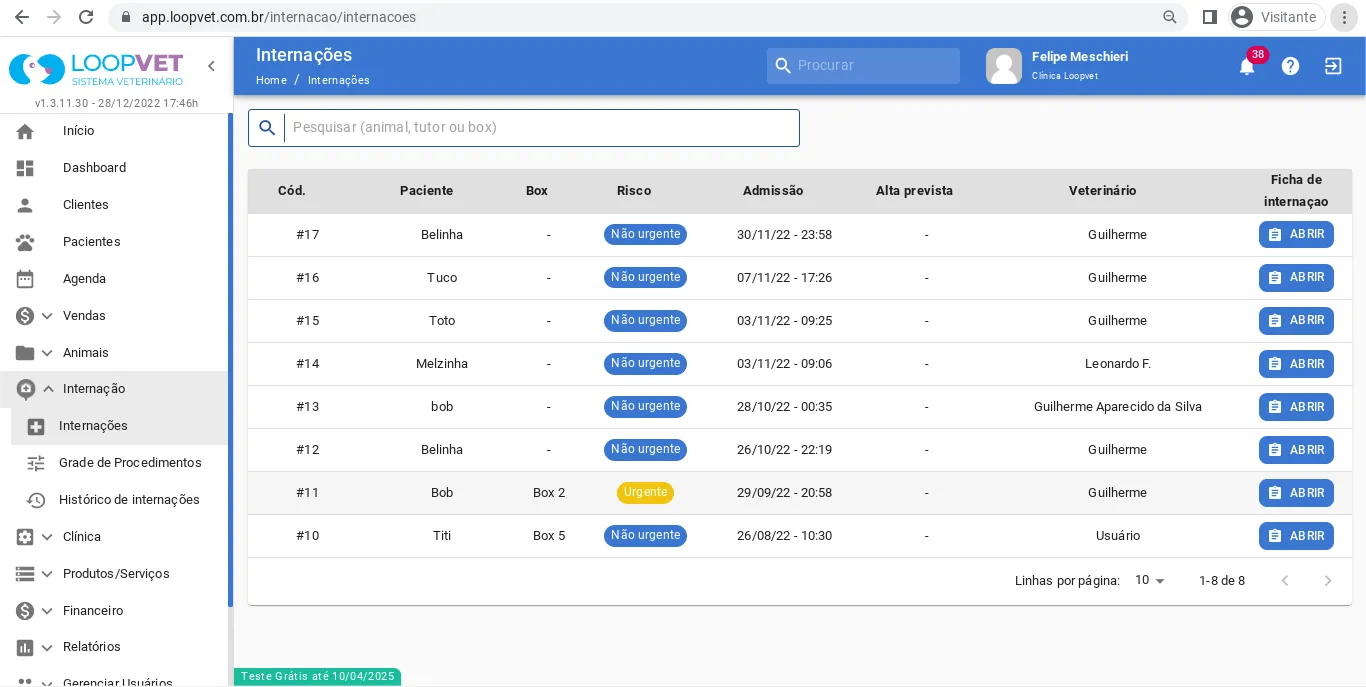 app.loopvet.com.br/internacao/internacoes
Visitante
LOOPVET
SISTEMA VETERINÁRIO
v1.3.11.30 - 28/12/2022 17:46h
Internações
Home / Internações
Procurar
Felipe Meschieri
Clínica Loopvet
38
Início
Dashboard
Clientes
Pacientes
Agenda
Vendas
Animais
Internação
Internações
Grade de Procedimentos
Histórico de internações
Clínica
Produtos/Serviços
Financeiro
Relatórios
Gerenciar Usuários
Pesquisar (animal, tutor ou box)
Cód. Paciente Box Risco Admissão Alta prevista Veterinário Ficha de internaçao
#17 Belinha - Não urgente 30/11/22 - 23:58 - Guilherme ABRIR
#16 Tuco - Não urgente 07/11/22 - 17:26 - Guilherme ABRIR
#15 Toto - Não urgente 03/11/22 - 09:25 - Guilherme ABRIR
#14 Melzinha - Não urgente 03/11/22 - 09:06 - Leonardo F. ABRIR
#13 bob - Não urgente 28/10/22 - 00:35 - Guilherme Aparecido da Silva ABRIR
#12 Belinha - Não urgente 26/10/22 - 22:19 - Guilherme ABRIR
#11 Bob Box 2 Urgente 29/09/22 - 20:58 - Guilherme ABRIR
#10 Titi Box 5 Não urgente 26/08/22 - 10:30 - Usuário ABRIR
Linhas por página: 10 1-8 de 8
Teste Grátis até 10/04/2025